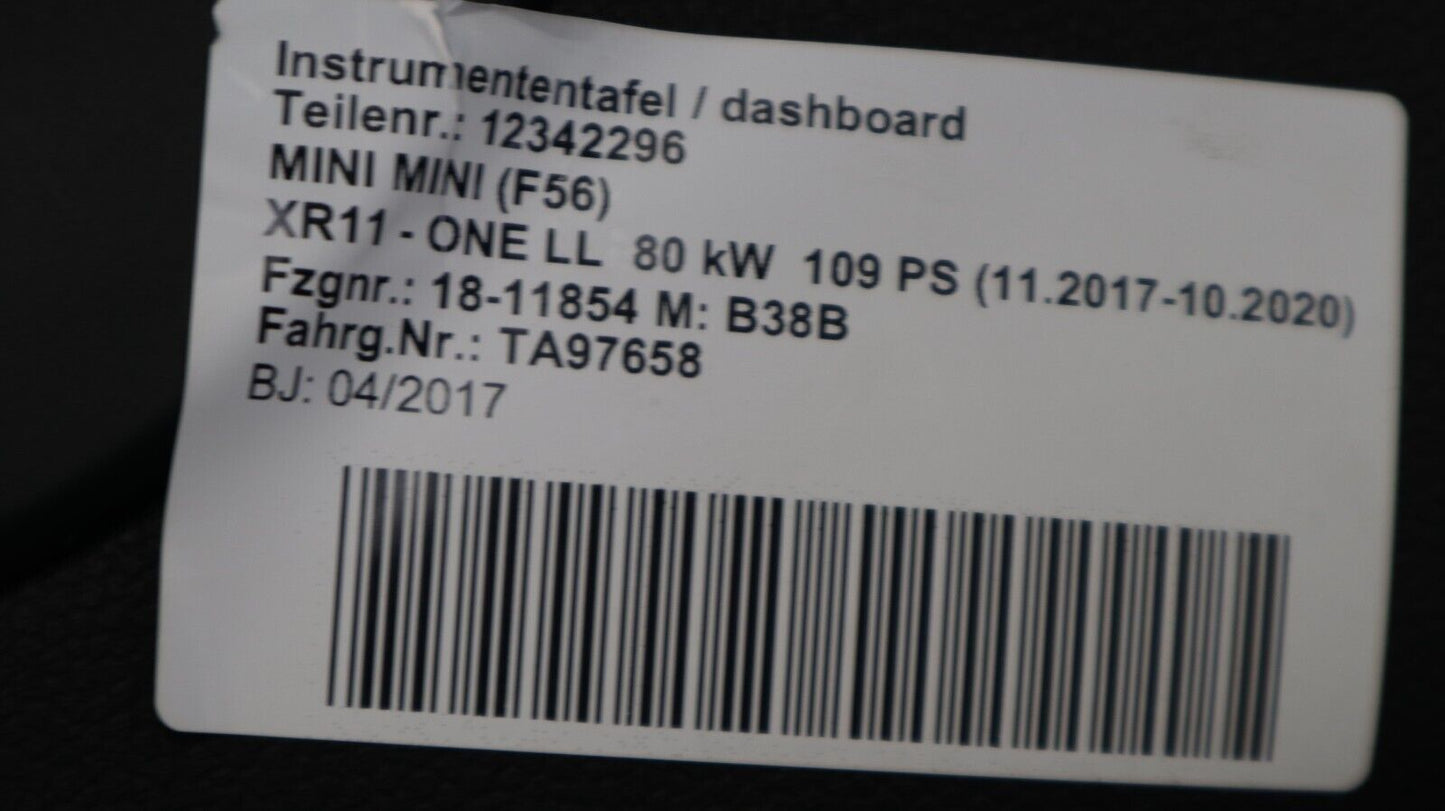 Instrumententafel / dashboard
Teilenr.: 12342296
MINI MINI (F56)
XR11 - ONE LL 80 kW 109 PS (11.2017-10.2020)
Fzgnr.: 18-11854 M: B38B
Fahrg.Nr.: TA97658
BJ: 04/2017